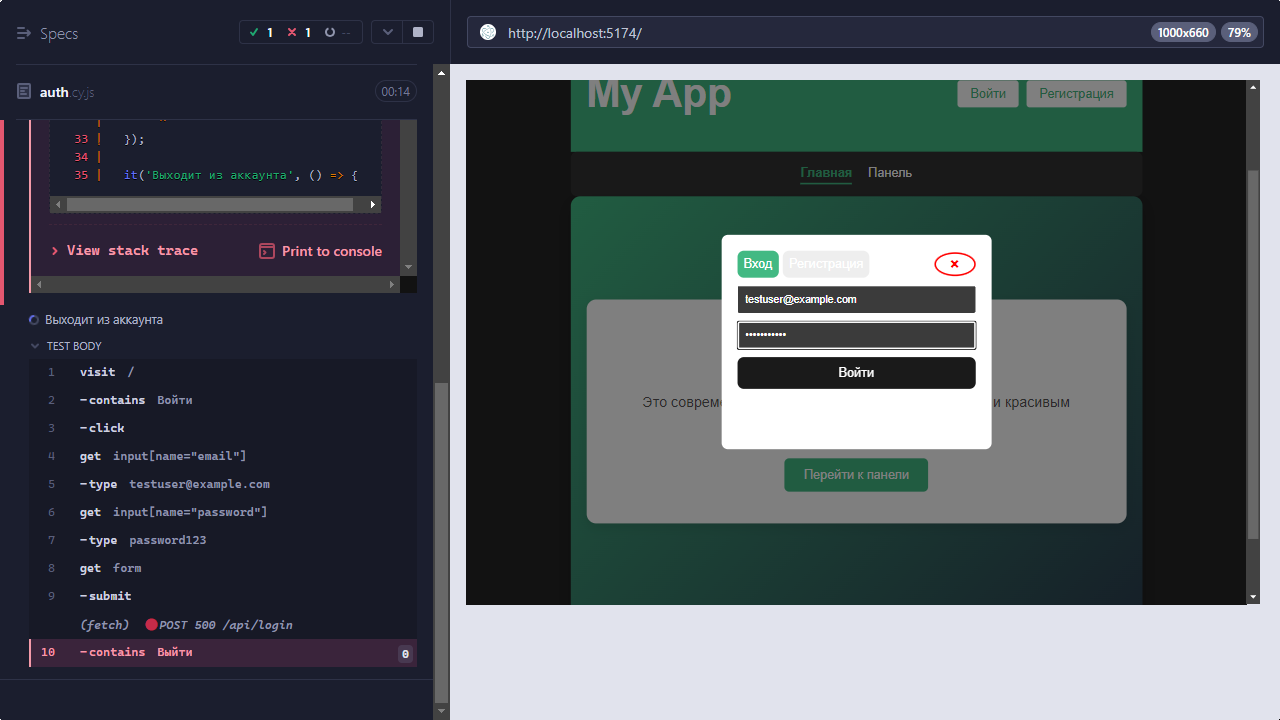 Specs
1
1
--
auth.cy.js
00:14
33 | });
34 |
35 | it('Выходит из аккаунта', () => {
View stack trace
Print to console
Выходит из аккаунта
TEST BODY
1 visit /
2 -contains Войти
3 -click
4 get input[name="email"]
5 -type testuser@example.com
6 get input[name="password"]
7 -type password123
8 get form
9 -submit
(fetch) POST 500 /api/login
10 -contains Выйти 0
http://localhost:5174/
1000x660
79%
My App
Войти
Регистрация
Главная
Панель
Вход
Регистрация
×
testuser@example.com
•••••••••••
Войти
Это соврем
и красивым
Перейти к панели